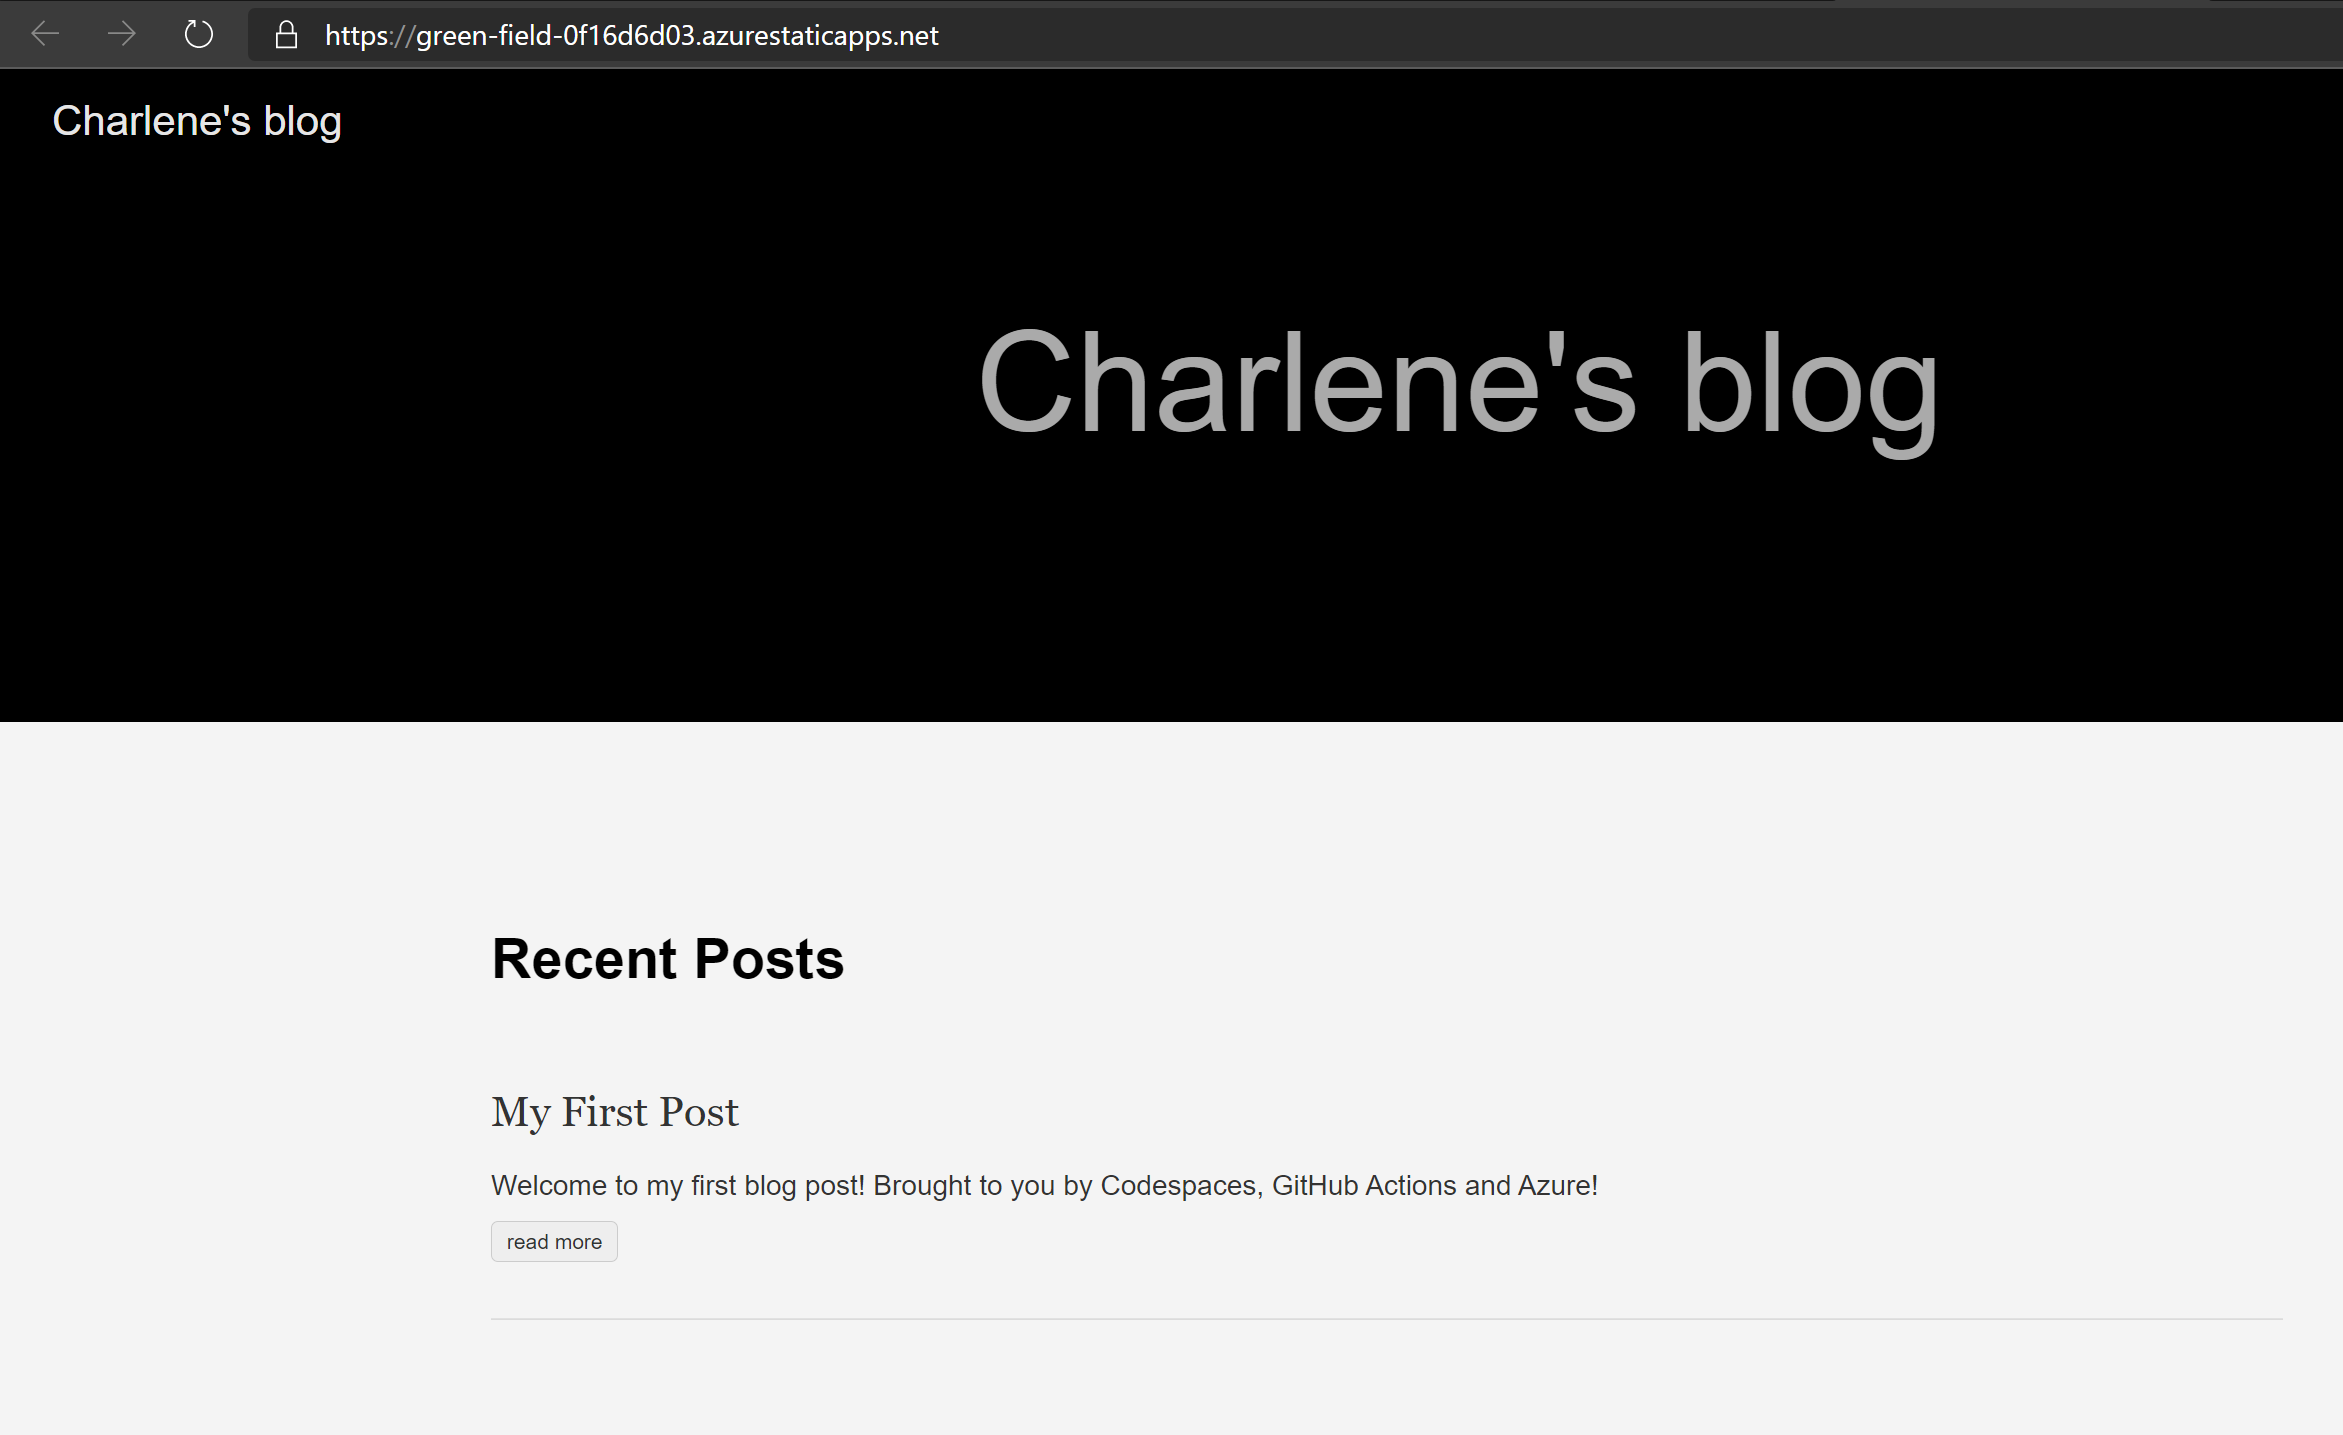 https://green-field-0f16d6d03.azurestaticapps.net
Charlene's blog
Charlene's blog
Recent Posts
My First Post
Welcome to my first blog post! Brought to you by Codespaces, GitHub Actions and Azure!
read more